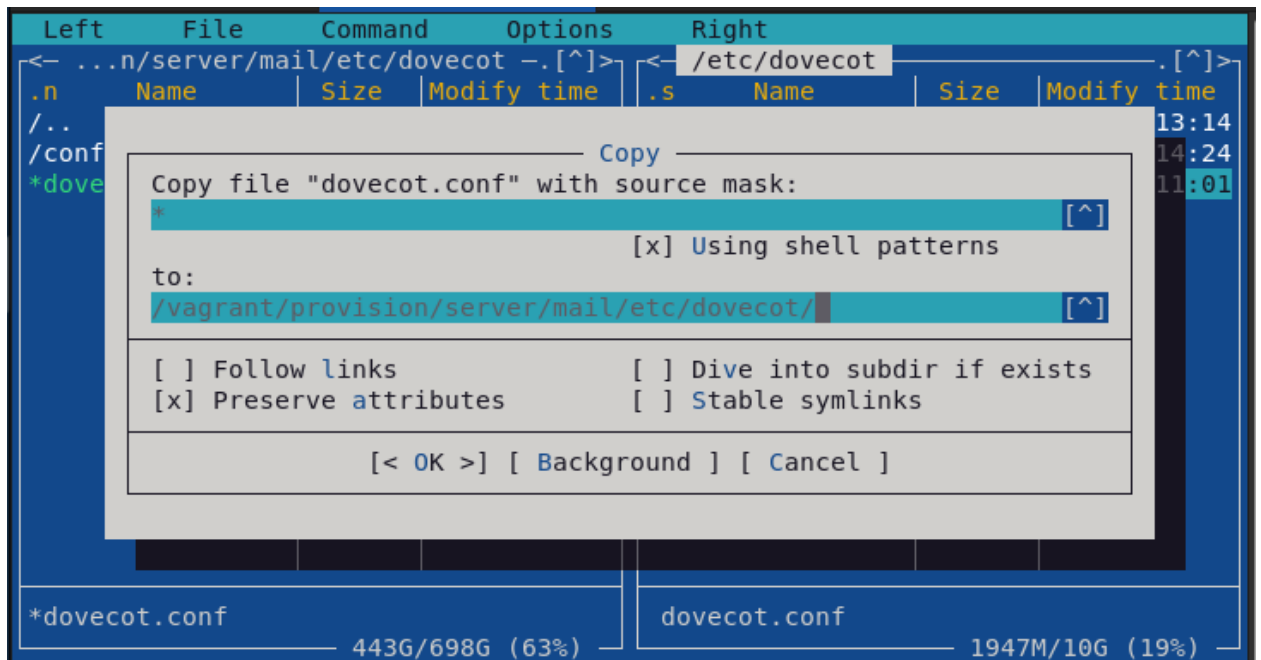 Left File Command Options Right
<— ...n/server/mail/etc/dovecot —.[^]> <— /etc/dovecot .[^]>
.n Name Size Modify time .s Name Size Modify time
/.. 13:14
/conf 14:24
*dove 11:01
Copy
Copy file "dovecot.conf" with source mask:
* [^]
[x] Using shell patterns
to:
/vagrant/provision/server/mail/etc/dovecot/ [^]
[ ] Follow links [ ] Dive into subdir if exists
[x] Preserve attributes [ ] Stable symlinks
[< OK >] [ Background ] [ Cancel ]
*dovecot.conf dovecot.conf
443G/698G (63%) 1947M/10G (19%)